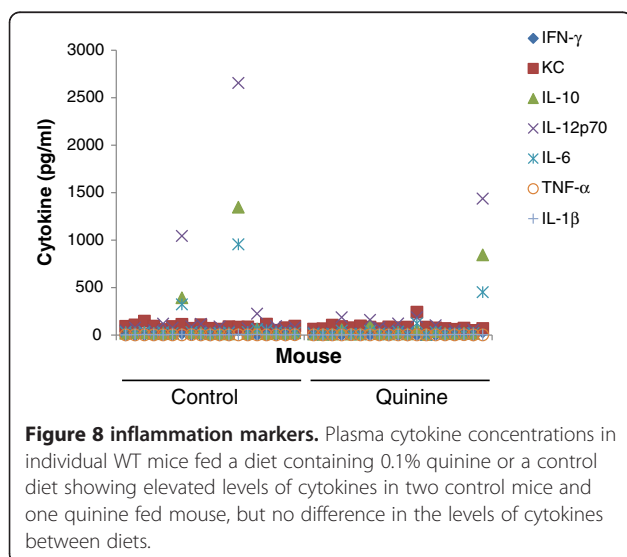 3000
2500
2000
1500
1000
500
0
Cytokine (pg/ml)
Mouse
Control
Quinine
IFN-γ
KC
IL-10
IL-12p70
IL-6
TNF-α
IL-1β
Figure 8 inflammation markers. Plasma cytokine concentrations in
individual WT mice fed a diet containing 0.1% quinine or a control
diet showing elevated levels of cytokines in two control mice and
one quinine fed mouse, but no difference in the levels of cytokines
between diets.